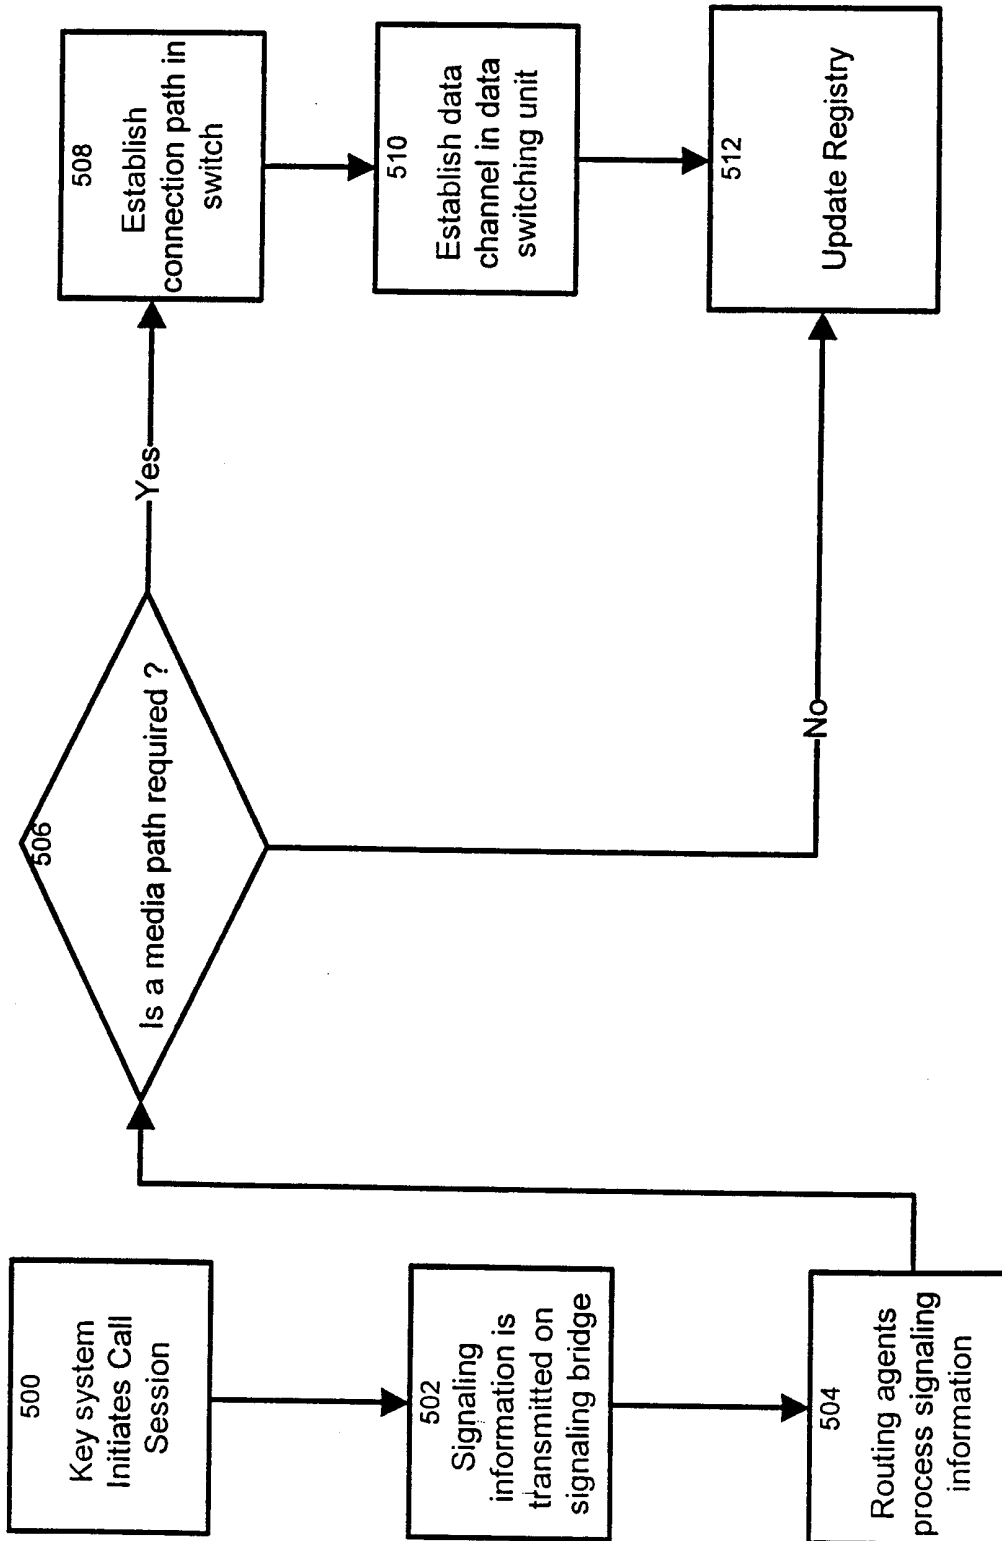 500
Key system
Initiates Call
Session
502
Signaling
information is
transmitted on
signaling bridge
504
Routing agents
process signaling
information
506
Is a media path required ?
Yes
No
508
Establish
connection path in
switch
510
Establish data
channel in data
switching unit
512
Update Registry